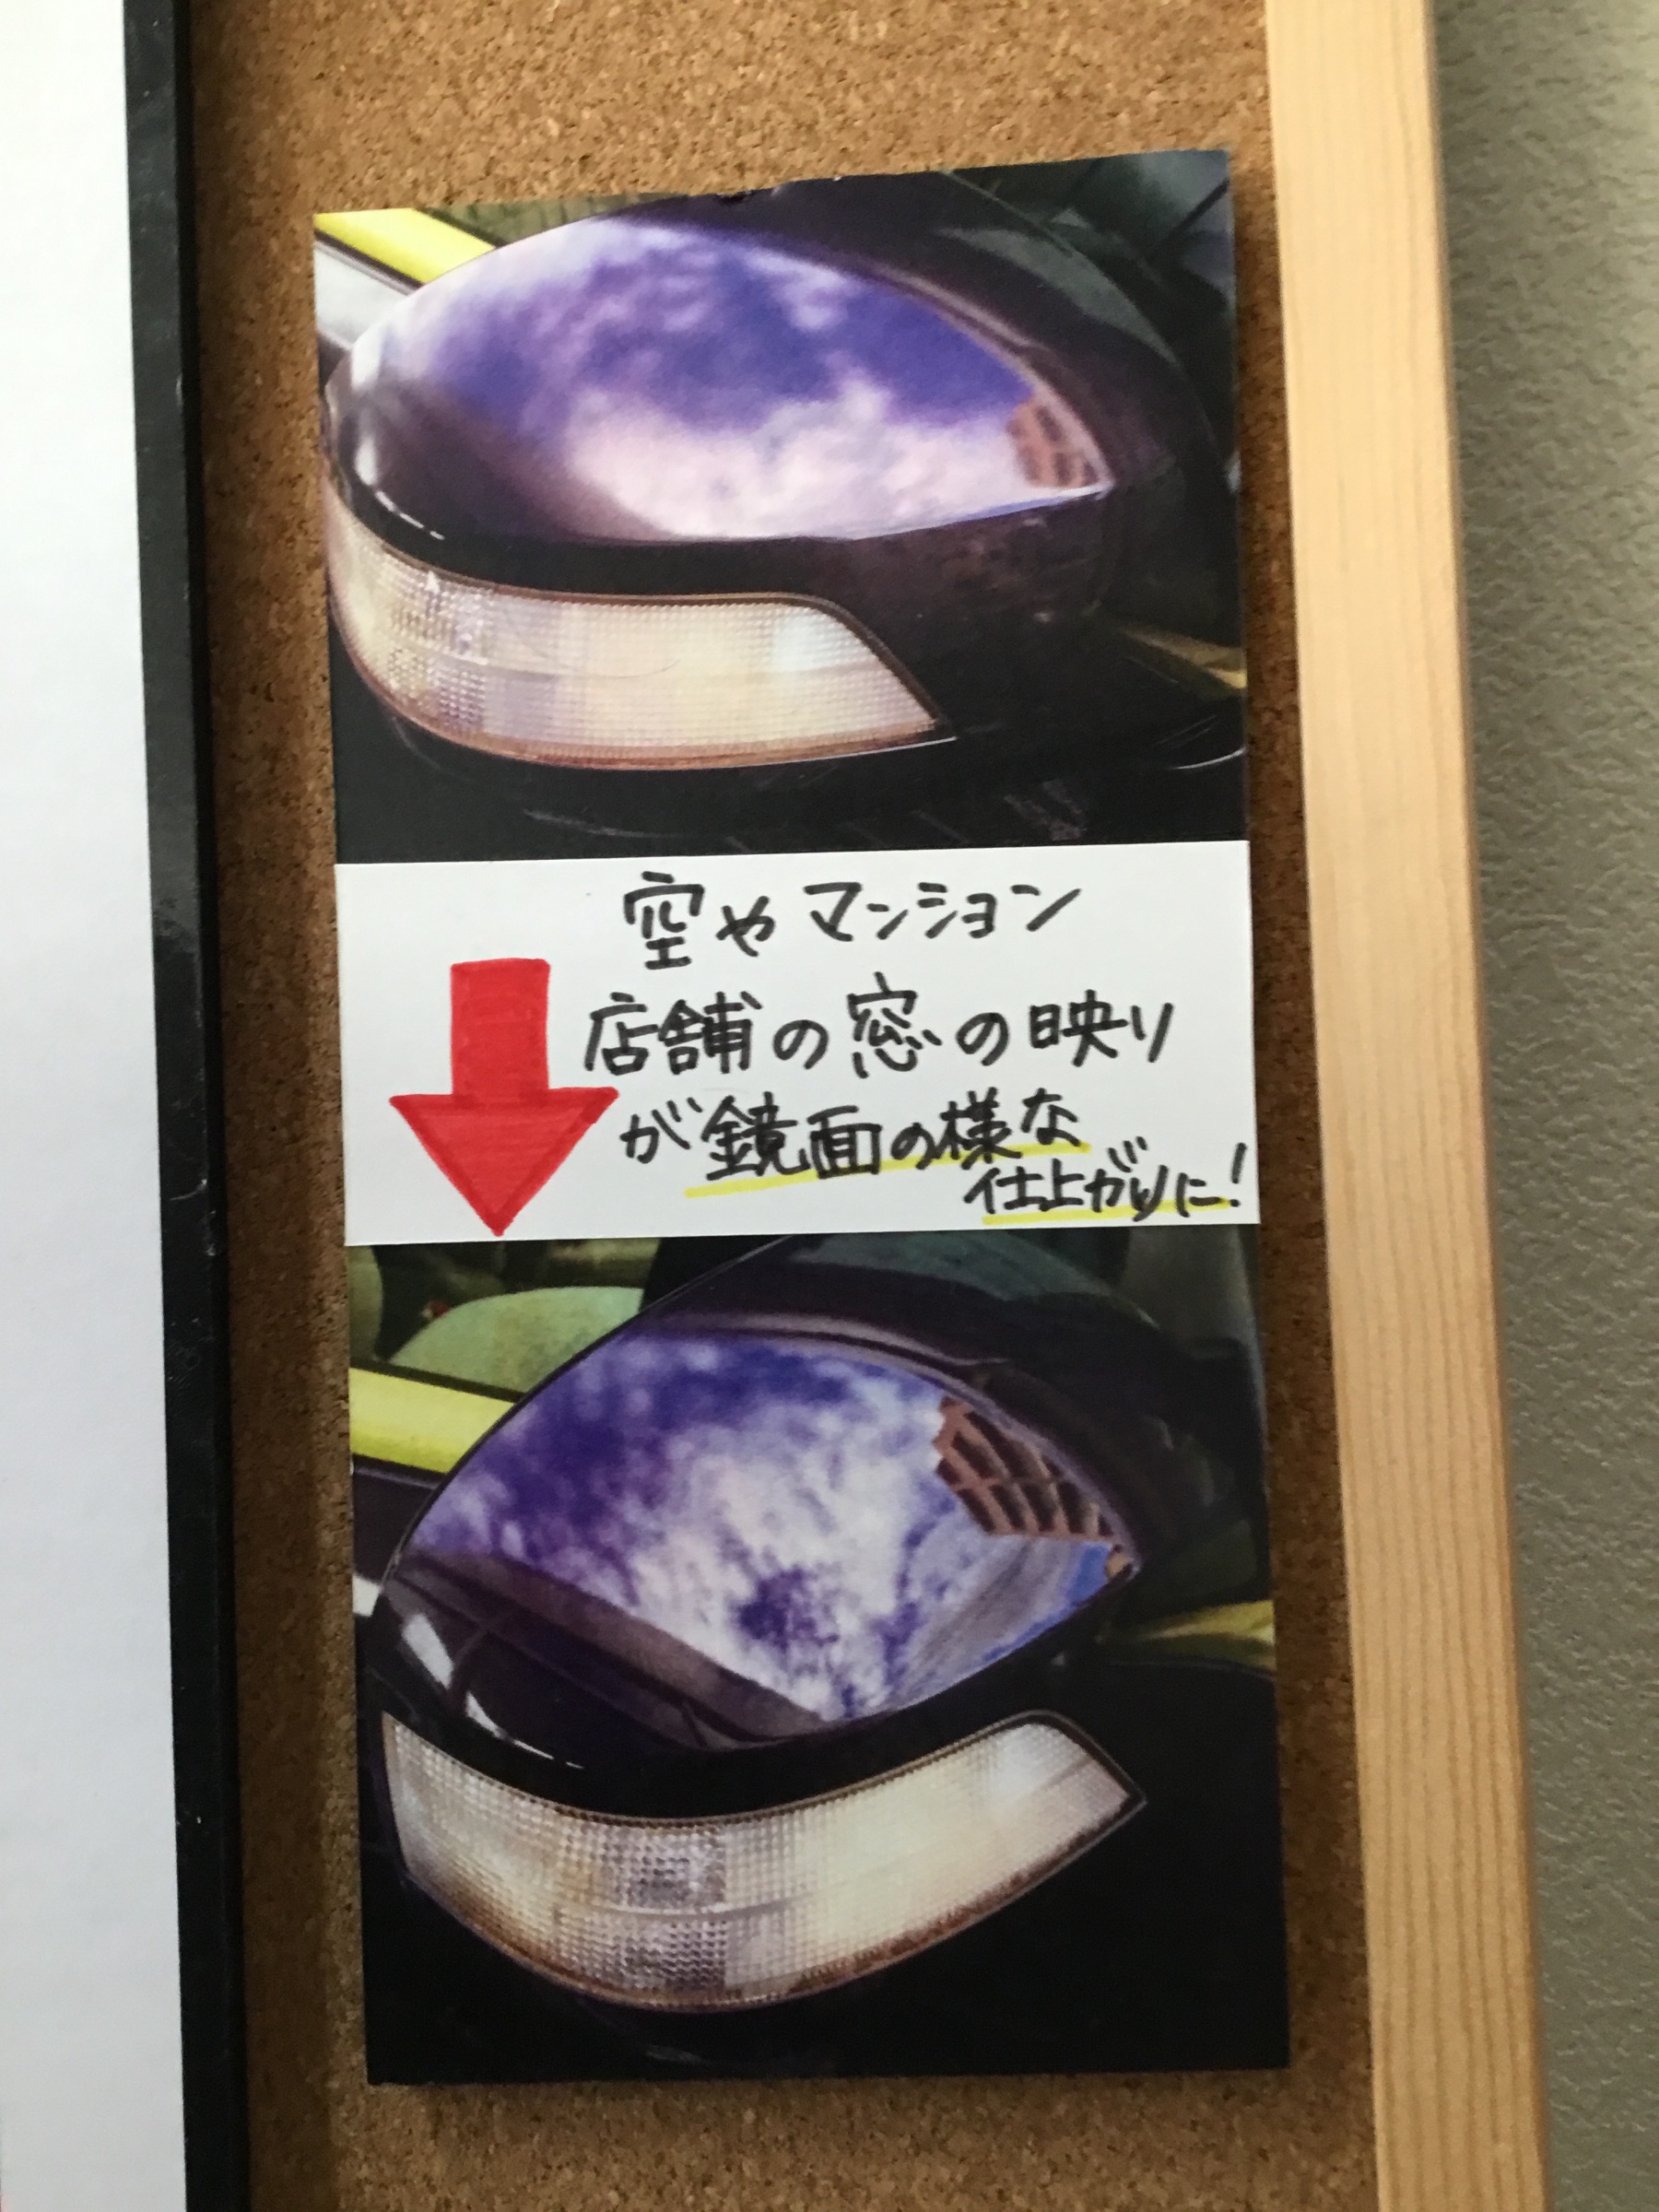 空やマンション
店舗の窓の映り
が鏡面の様な
仕上がりに!